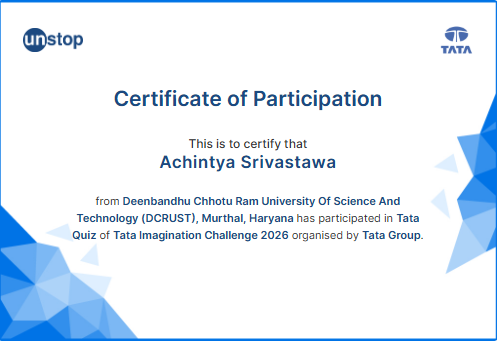 unstop
TATA
Certificate of Participation
This is to certify that
Achintya Srivastawa
from Deenbandhu Chhotu Ram University Of Science And
Technology (DCRUST), Murthal, Haryana has participated in Tata
Quiz of Tata Imagination Challenge 2026 organised by Tata Group.